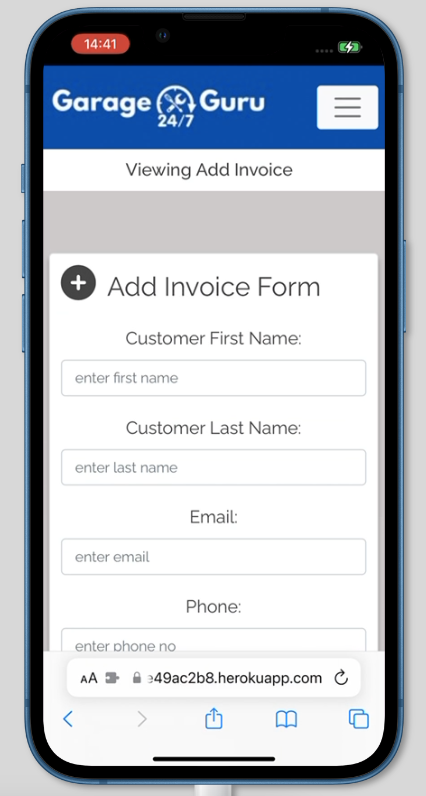 14:41
Garage Guru
24/7
Viewing Add Invoice
Add Invoice Form
Customer First Name:
enter first name
Customer Last Name:
enter last name
Email:
enter email
Phone:
enter phone no
AA e49ac2b8.herokuapp.com